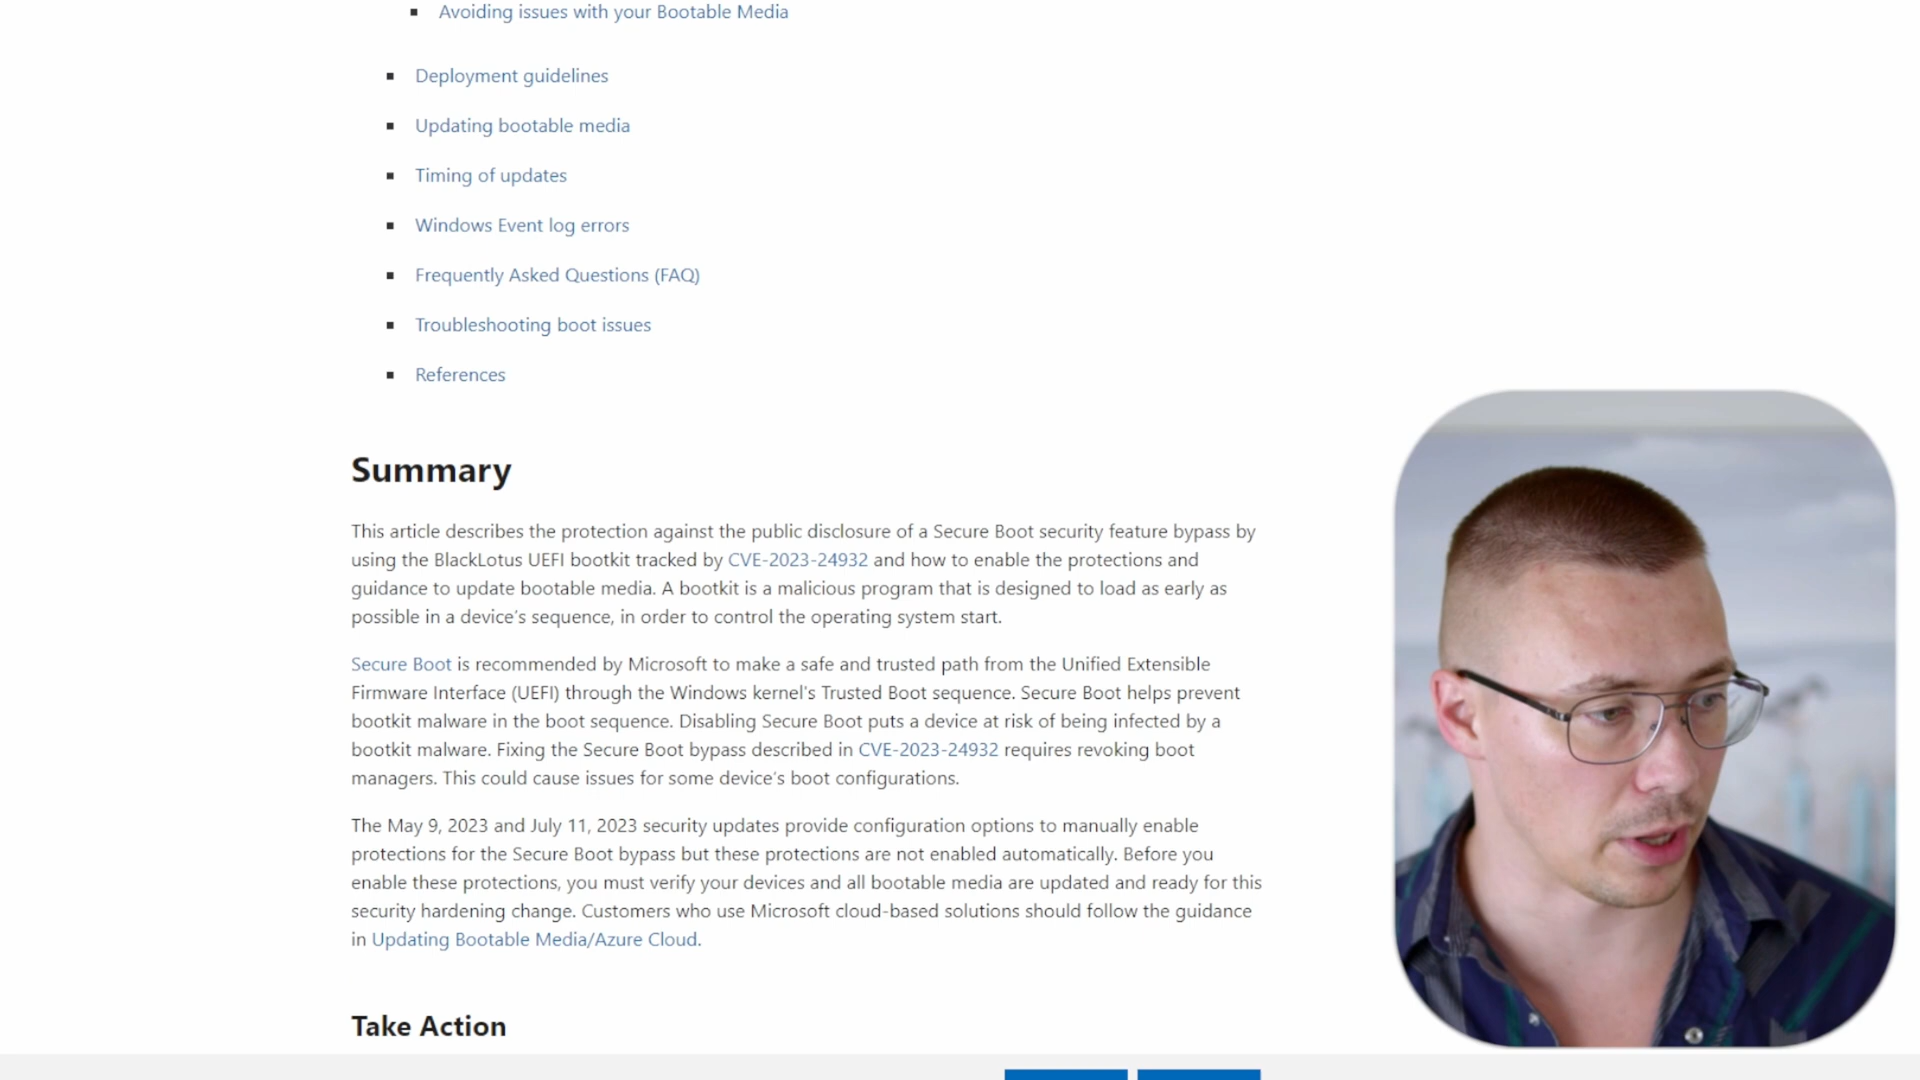 Avoiding issues with your Bootable Media
Deployment guidelines
Updating bootable media
Timing of updates
Windows Event log errors
Frequently Asked Questions (FAQ)
Troubleshooting boot issues
References
Summary
This article describes the protection against the public disclosure of a Secure Boot security feature bypass by
using the BlackLotus UEFI bootkit tracked by CVE-2023-24932 and how to enable the protections and
guidance to update bootable media. A bootkit is a malicious program that is designed to load as early as
possible in a device's sequence, in order to control the operating system start.
Secure Boot is recommended by Microsoft to make a safe and trusted path from the Unified Extensible
Firmware Interface (UEFI) through the Windows kernel's Trusted Boot sequence. Secure Boot helps prevent
bootkit malware in the boot sequence. Disabling Secure Boot puts a device at risk of being infected by a
bootkit malware. Fixing the Secure Boot bypass described in CVE-2023-24932 requires revoking boot
managers. This could cause issues for some device's boot configurations.
The May 9, 2023 and July 11, 2023 security updates provide configuration options to manually enable
protections for the Secure Boot bypass but these protections are not enabled automatically. Before you
enable these protections, you must verify your devices and all bootable media are updated and ready for this
security hardening change. Customers who use Microsoft cloud-based solutions should follow the guidance
in Updating Bootable Media/Azure Cloud.
Take Action